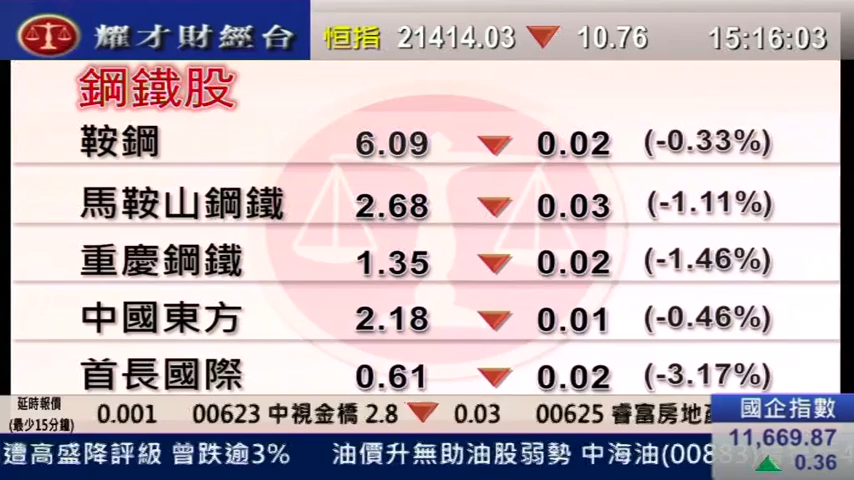 耀才財經台 恒指 21414.03 ▼ 10.76 15:16:03
鋼鐵股
鞍鋼 6.09 ▼ 0.02 (-0.33%)
馬鞍山鋼鐵 2.68 ▼ 0.03 (-1.11%)
重慶鋼鐵 1.35 ▼ 0.02 (-1.46%)
中國東方 2.18 ▼ 0.01 (-0.46%)
首長國際 0.61 ▼ 0.02 (-3.17%)
延時報價
(最少15分鐘)
0.001 00623 中視金橋 2.8 ▼ 0.03 00625 睿富房地產
國企指數
11,669.87
▲ 0.36
遭高盛降評級 曾跌逾3% 油價升無助油股弱勢 中海油(00883)